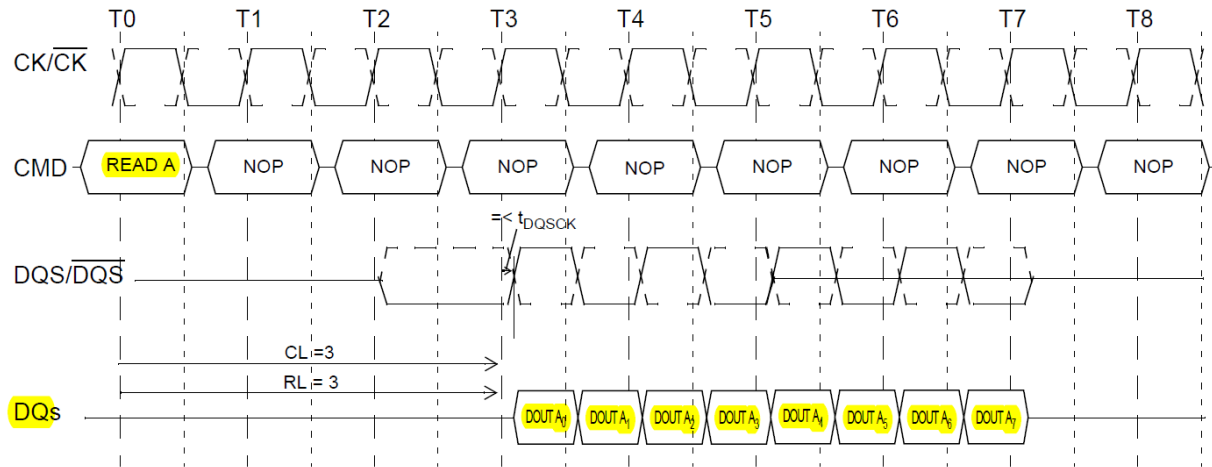 T0 T1 T2 T3 T4 T5 T6 T7 T8
CK/CK
CMD READ A NOP NOP NOP NOP NOP NOP NOP NOP
=< tDQSCK
DQS/DQS
CL =3
RL = 3
DQs DOUT A0 DOUT A1 DOUT A2 DOUT A3 DOUT A4 DOUT A5 DOUT A6 DOUT A7